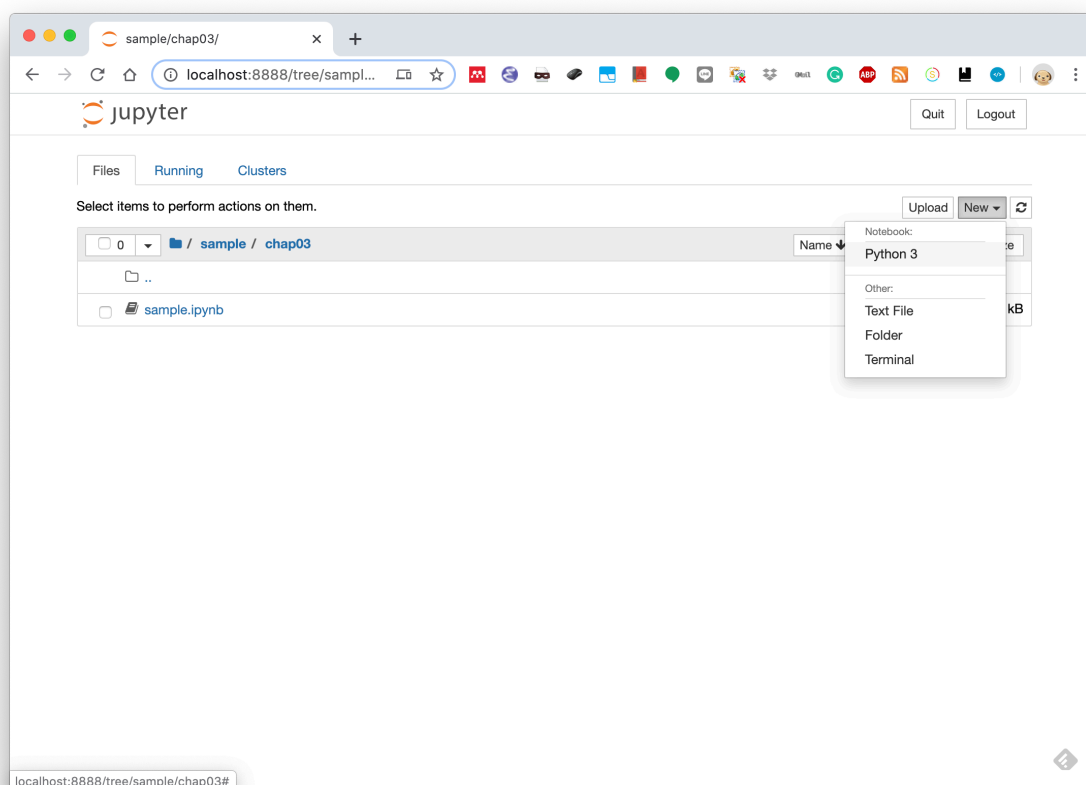 sample/chap03/
localhost:8888/tree/sampl...
GMail
ABP
jupyter
Quit
Logout
Files
Running
Clusters
Select items to perform actions on them.
Upload
New
0
/ sample / chap03
Name
Notebook:
Python 3
Other:
Text File
Folder
Terminal
..
sample.ipynb
kB
localhost:8888/tree/sample/chap03#